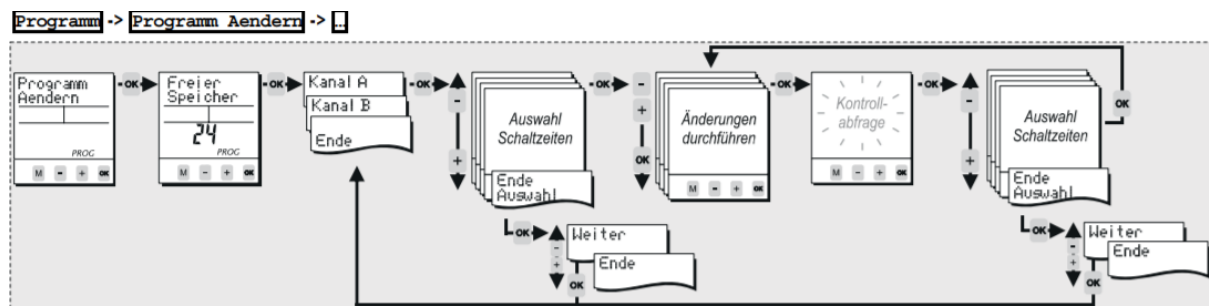 Programm -> Programm Aendern -> …
Programm
Aendern
PROG
M - + OK
OK
Freier
Speicher
24
PROG
M - + OK
OK
Kanal A
Kanal B
Ende
OK
-
+
Auswahl
Schaltzeiten
Ende
Auswahl
OK
-
+
OK
Änderungen
durchführen
M - + OK
OK
Kontroll-
abfrage
M - + OK
OK
-
+
Auswahl
Schaltzeiten
Ende
Auswahl
OK
OK
-
+
OK
Weiter
Ende
OK
-
+
OK
Weiter
Ende